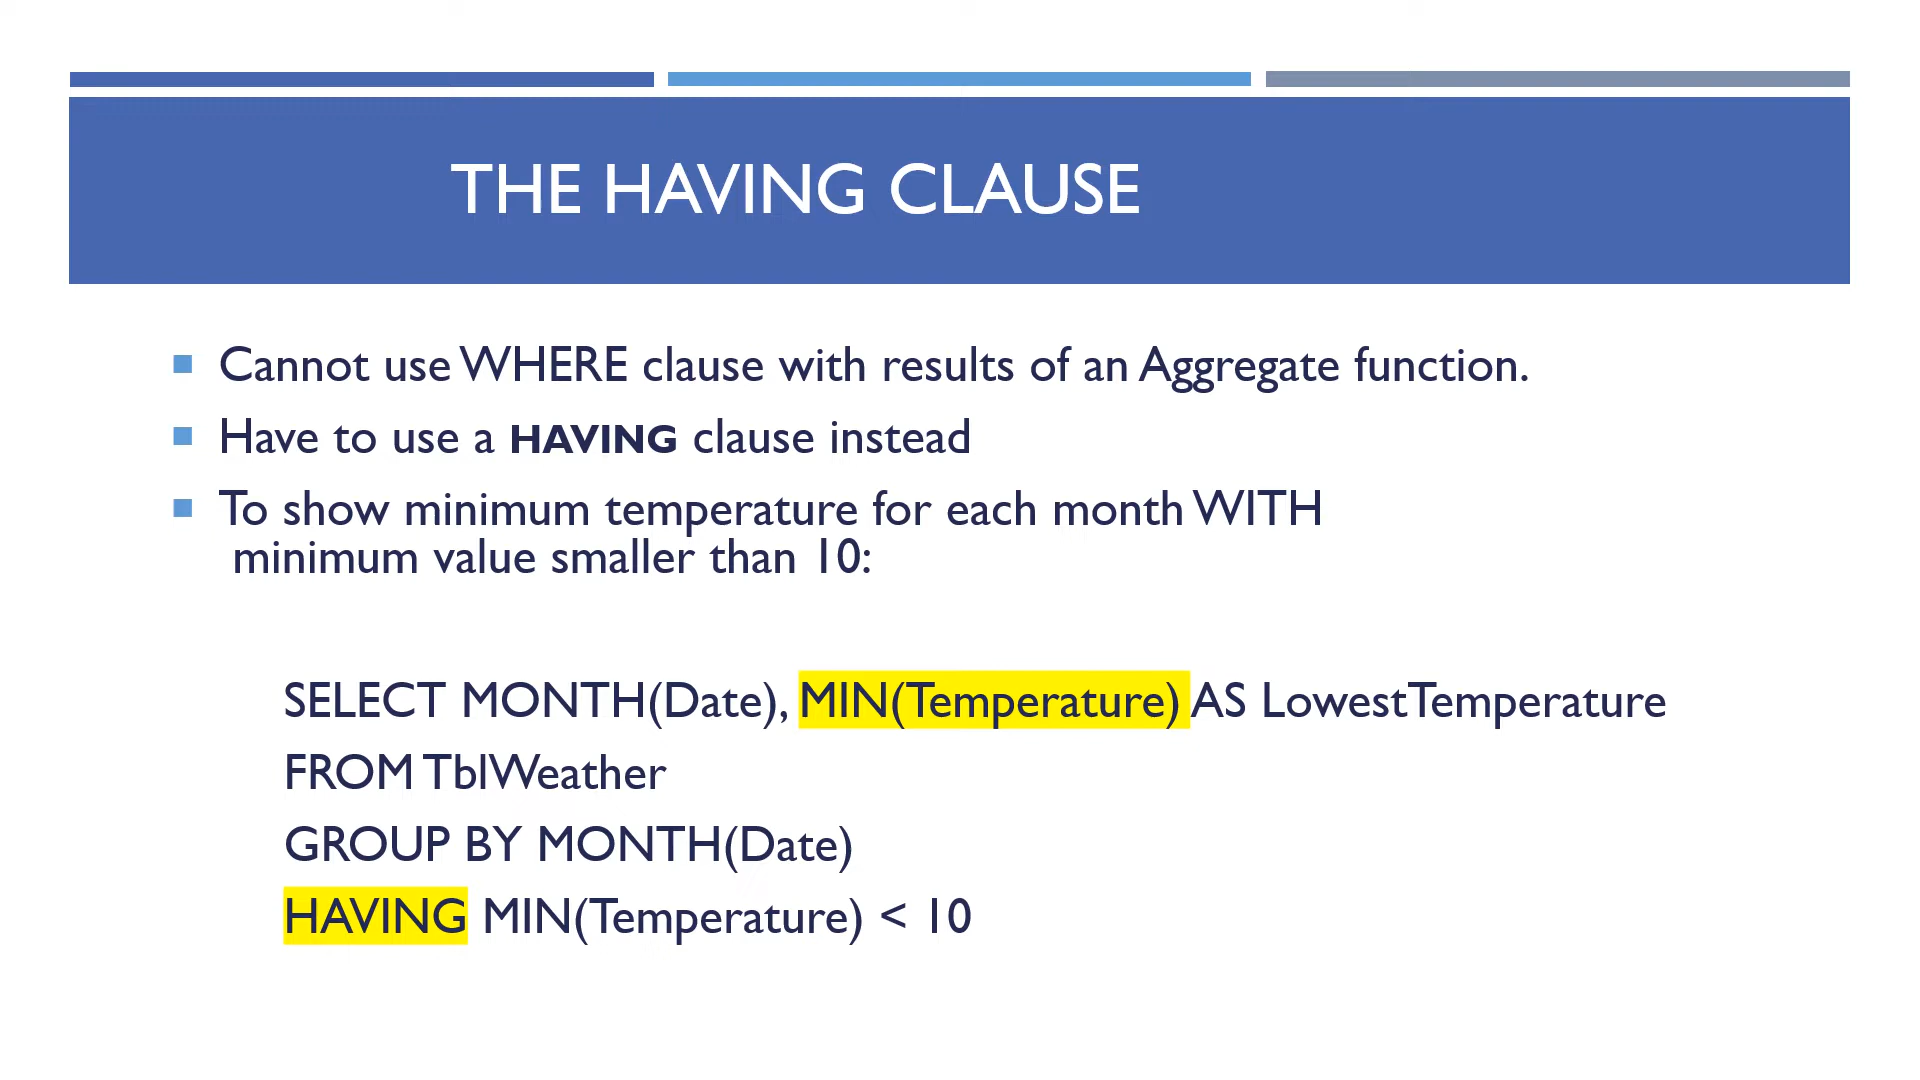 THE HAVING CLAUSE
Cannot use WHERE clause with results of an Aggregate function.
Have to use a HAVING clause instead
To show minimum temperature for each month WITH
minimum value smaller than 10:
SELECT MONTH(Date), MIN(Temperature) AS LowestTemperature
FROM TblWeather
GROUP BY MONTH(Date)
HAVING MIN(Temperature) < 10